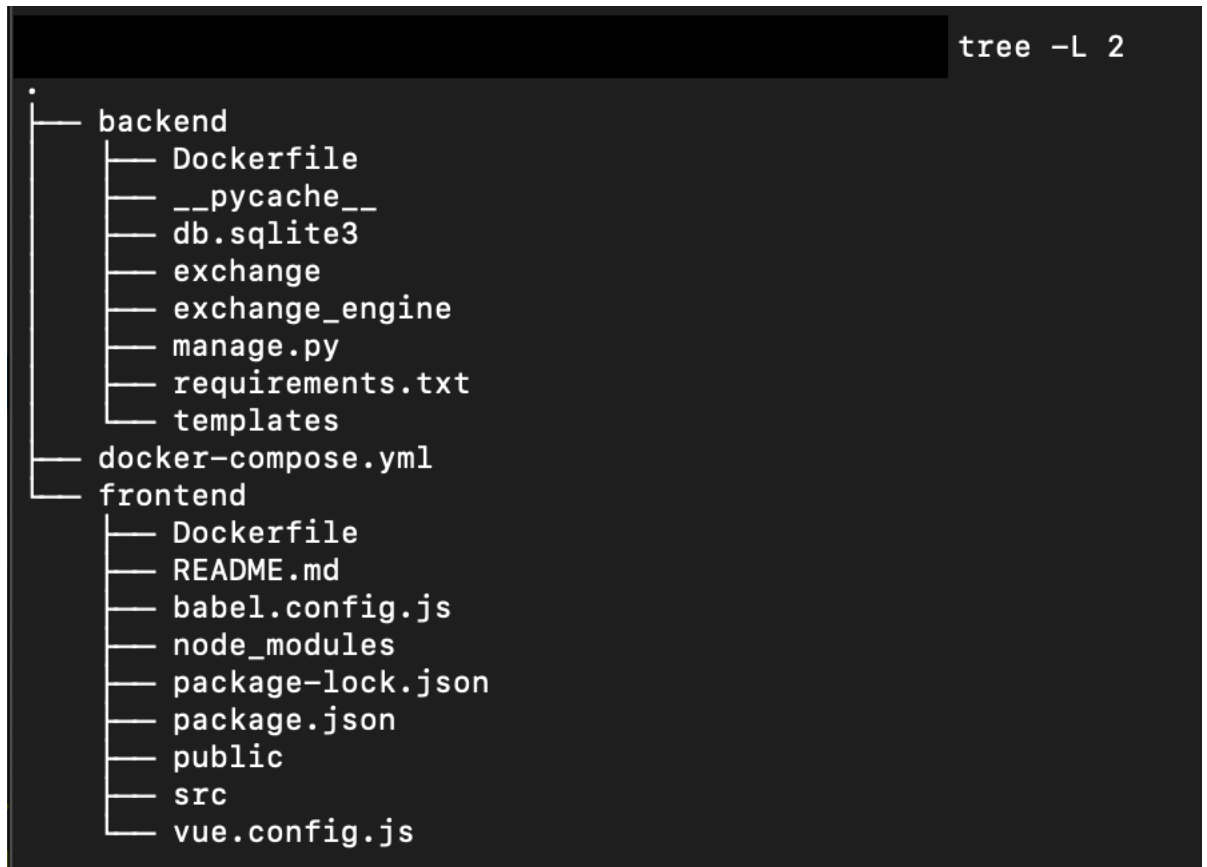 tree -L 2
.
├── backend
│   ├── Dockerfile
│   ├── __pycache__
│   ├── db.sqlite3
│   ├── exchange
│   ├── exchange_engine
│   ├── manage.py
│   ├── requirements.txt
│   └── templates
├── docker-compose.yml
└── frontend
    ├── Dockerfile
    ├── README.md
    ├── babel.config.js
    ├── node_modules
    ├── package-lock.json
    ├── package.json
    ├── public
    ├── src
    └── vue.config.js